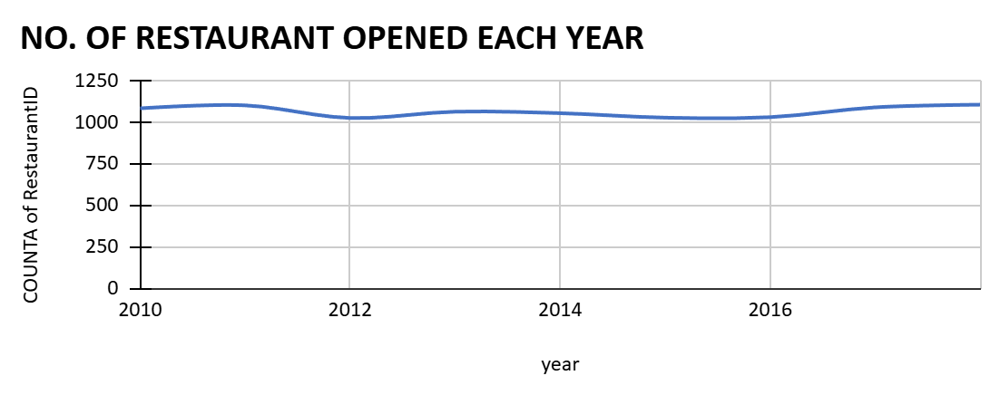 NO. OF RESTAURANT OPENED EACH YEAR
COUNTA of RestaurantID
1250
1000
750
500
250
0
2010 2012 2014 2016
year